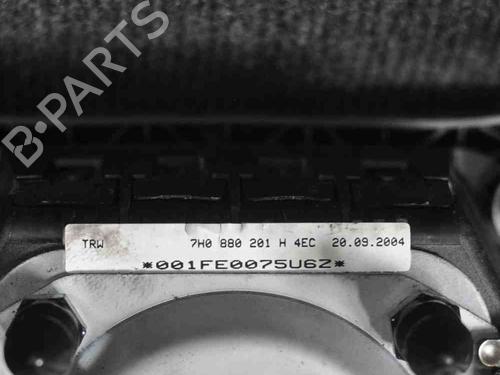 B-PARTS
TRW 7H0 880 201 H 4EC 20.09.2004
*001FE0075U6Z*